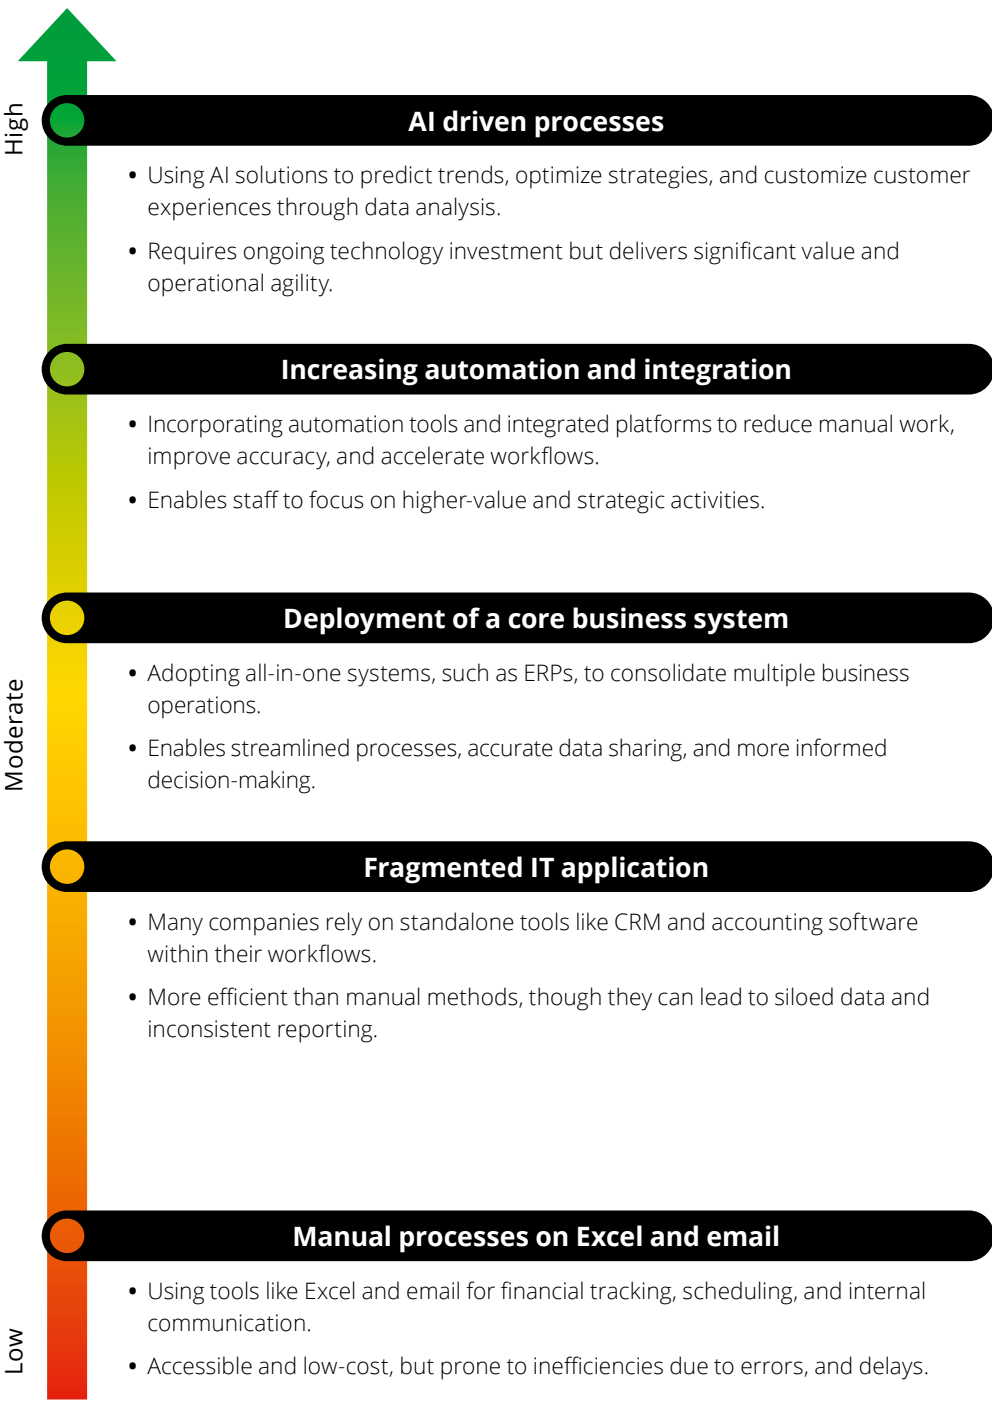 High
AI driven processes
• Using AI solutions to predict trends, optimize strategies, and customize customer
experiences through data analysis.
• Requires ongoing technology investment but delivers significant value and
operational agility.
Increasing automation and integration
• Incorporating automation tools and integrated platforms to reduce manual work,
improve accuracy, and accelerate workflows.
• Enables staff to focus on higher-value and strategic activities.
Deployment of a core business system
Moderate
• Adopting all-in-one systems, such as ERPs, to consolidate multiple business
operations.
• Enables streamlined processes, accurate data sharing, and more informed
decision-making.
Fragmented IT application
• Many companies rely on standalone tools like CRM and accounting software
within their workflows.
• More efficient than manual methods, though they can lead to siloed data and
inconsistent reporting.
Manual processes on Excel and email
• Using tools like Excel and email for financial tracking, scheduling, and internal
communication.
Low
• Accessible and low-cost, but prone to inefficiencies due to errors, and delays.